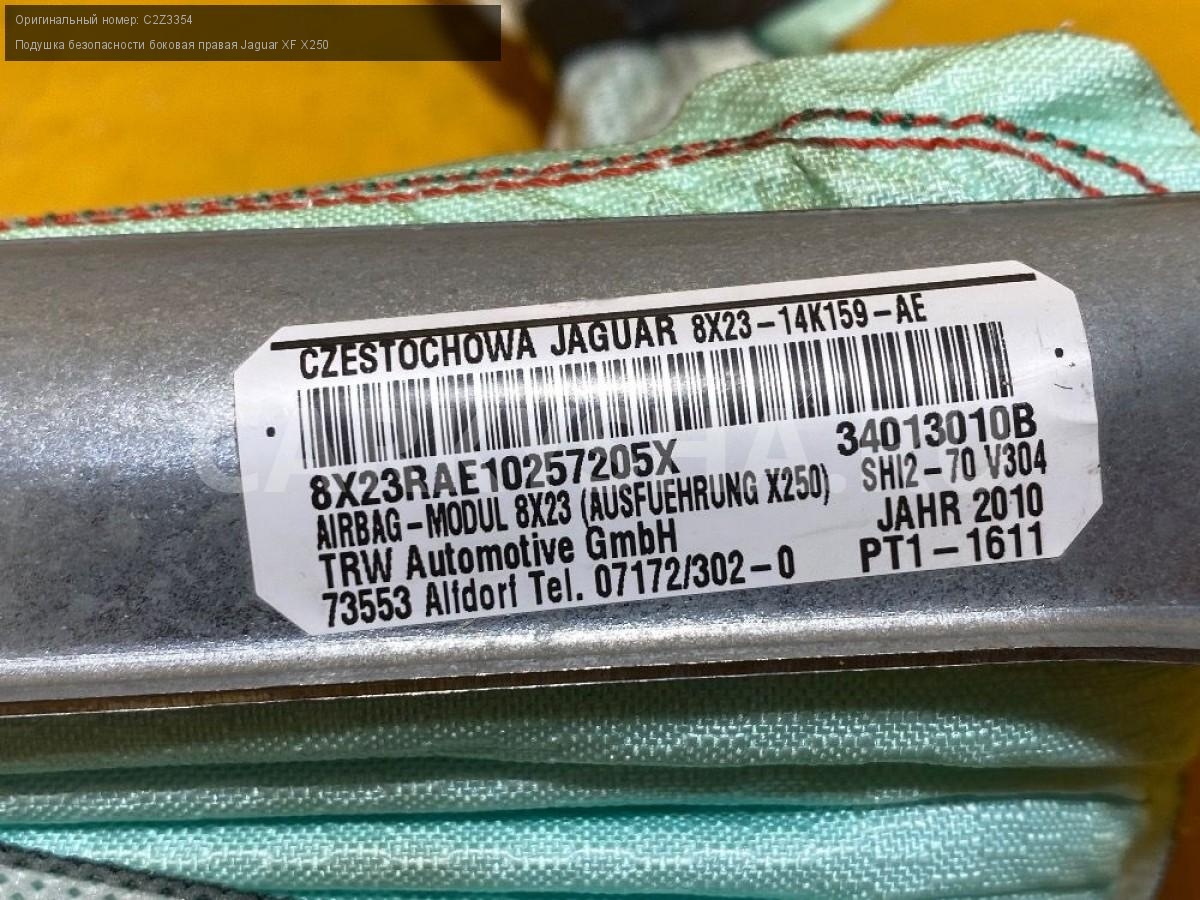 Оригинальный номер: C2Z3354
Подушка безопасности боковая правая Jaguar XF X250
CZESTOCHOWA JAGUAR 8X23-14K159-AE
8X23RAE10257205X 34013010B
AIRBAG-MODUL 8X23 (AUSFUEHRUNG X250) SHI2-70 V304
TRW Automotive GmbH JAHR 2010
73553 Alfdorf Tel. 07172/302-0 PT1-1611